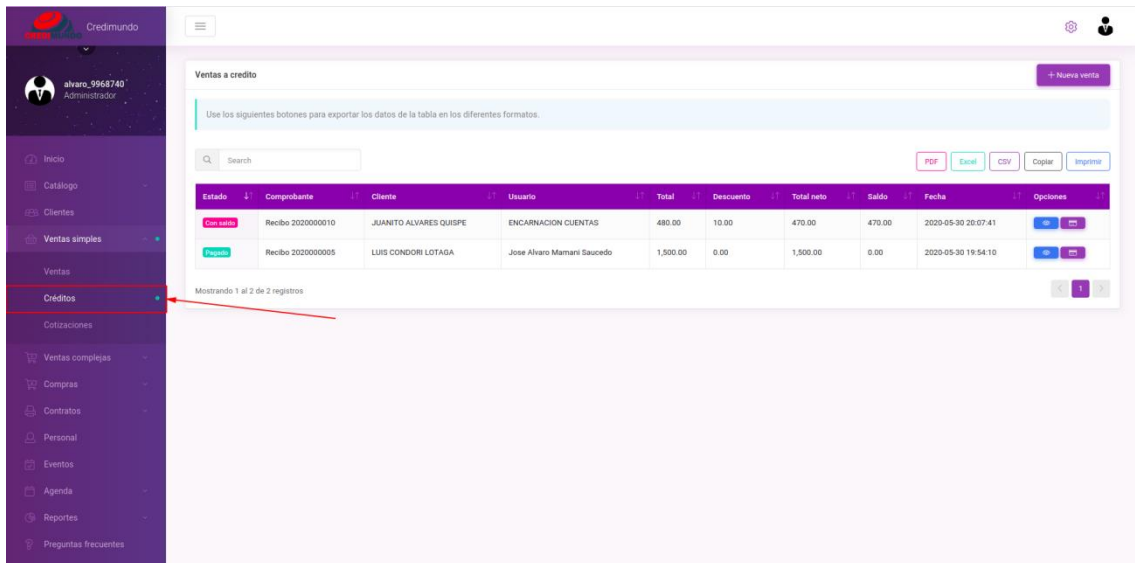 Credimundo
alvaro_9968740
Administrador
Inicio
Catálogo
Clientes
Ventas simples
Ventas
Créditos
Cotizaciones
Ventas complejas
Compras
Contratos
Personal
Eventos
Agenda
Reportes
Preguntas frecuentes
Ventas a credito
+ Nueva venta
Use los siguientes botones para exportar los datos de la tabla en los diferentes formatos.
Search
PDF Excel CSV Copiar Imprimir
Estado Comprobante Cliente Usuario Total Descuento Total neto Saldo Fecha Opciones
Con saldo Recibo 2020000010 JUANITO ALVARES QUISPE ENCARNACION CUENTAS 480.00 10.00 470.00 470.00 2020-05-30 20:07:41
Pagado Recibo 2020000005 LUIS CONDORI LOTAGA Jose Alvaro Mamani Saucedo 1,500.00 0.00 1,500.00 0.00 2020-05-30 19:54:10
Mostrando 1 al 2 de 2 registros
< 1 >